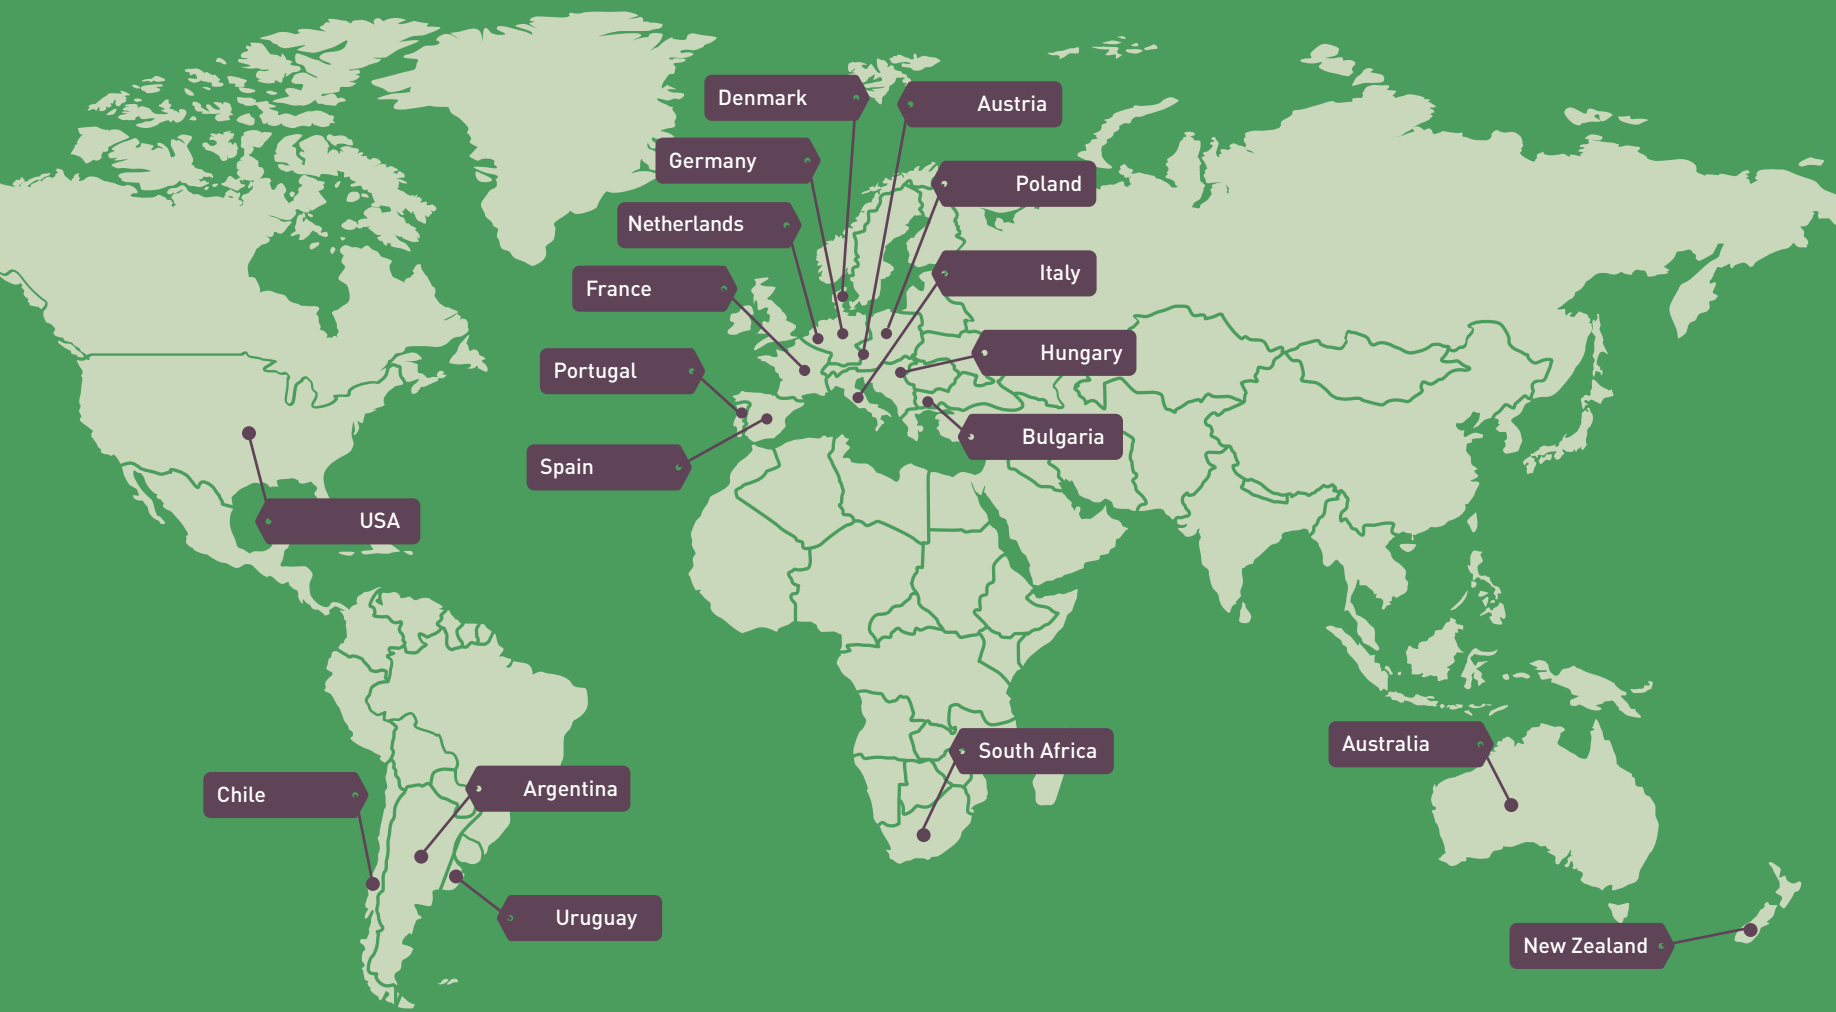 Denmark
Austria
Germany
Poland
Netherlands
Italy
France
Hungary
Portugal
Bulgaria
Spain
USA
South Africa
Australia
Argentina
Chile
Uruguay
New Zealand